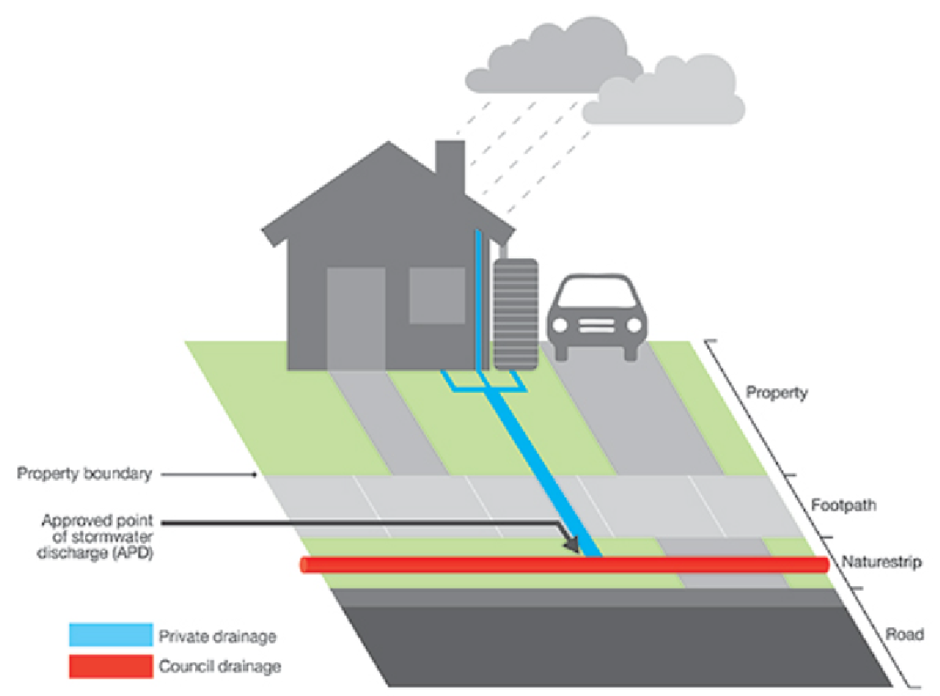 Property
Property boundary
Footpath
Approved point
of stormwater
discharge (APD)
Naturestrip
Road
Private drainage
Council drainage